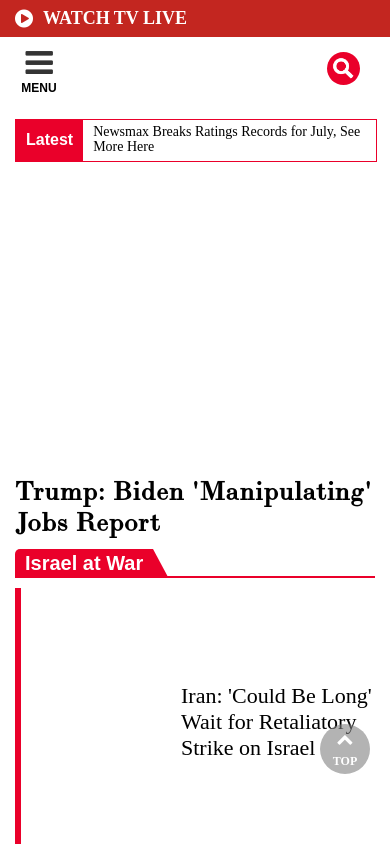 WATCH TV LIVE
MENU
Latest
Newsmax Breaks Ratings Records for July, See
More Here
Trump: Biden 'Manipulating'
Jobs Report
Israel at War
Iran: 'Could Be Long'
Wait for Retaliatory
Strike on Israel
TOP